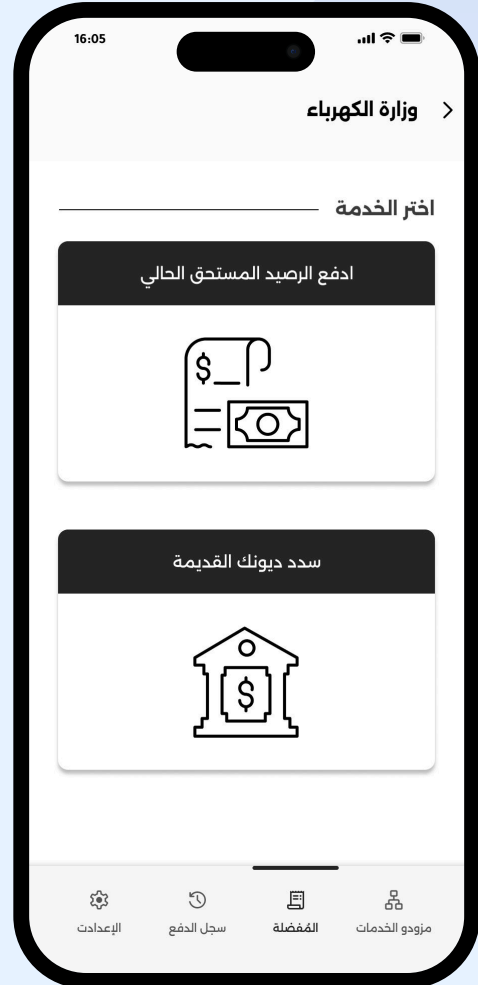 16:05
وزارة الكهرباء
اختر الخدمة
ادفع الرصيد المستحق الحالي
$
سدد ديونك القديمة
$
مزودو الخدمات
المُفضلة
سجل الدفع
الإعدادت